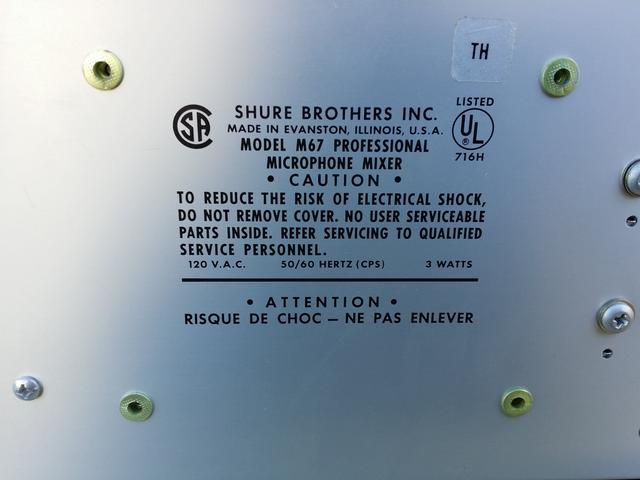 TH
LISTED
SHURE BROTHERS INC.
SA
UL
®
MADE IN EVANSTON, ILLINOIS, U.S.A.
MODEL M67 PROFESSIONAL
MICROPHONE MIXER
716H
• CAUTION •
TO REDUCE THE RISK OF ELECTRICAL SHOCK,
DO NOT REMOVE COVER. NO USER SERVICEABLE
PARTS INSIDE. REFER SERVICING TO QUALIFIED
SERVICE PERSONNEL.
120 V.A.C. 50/60 HERTZ (CPS) 3 WATTS
• ATTENTION •
RISQUE DE CHOC — NE PAS ENLEVER